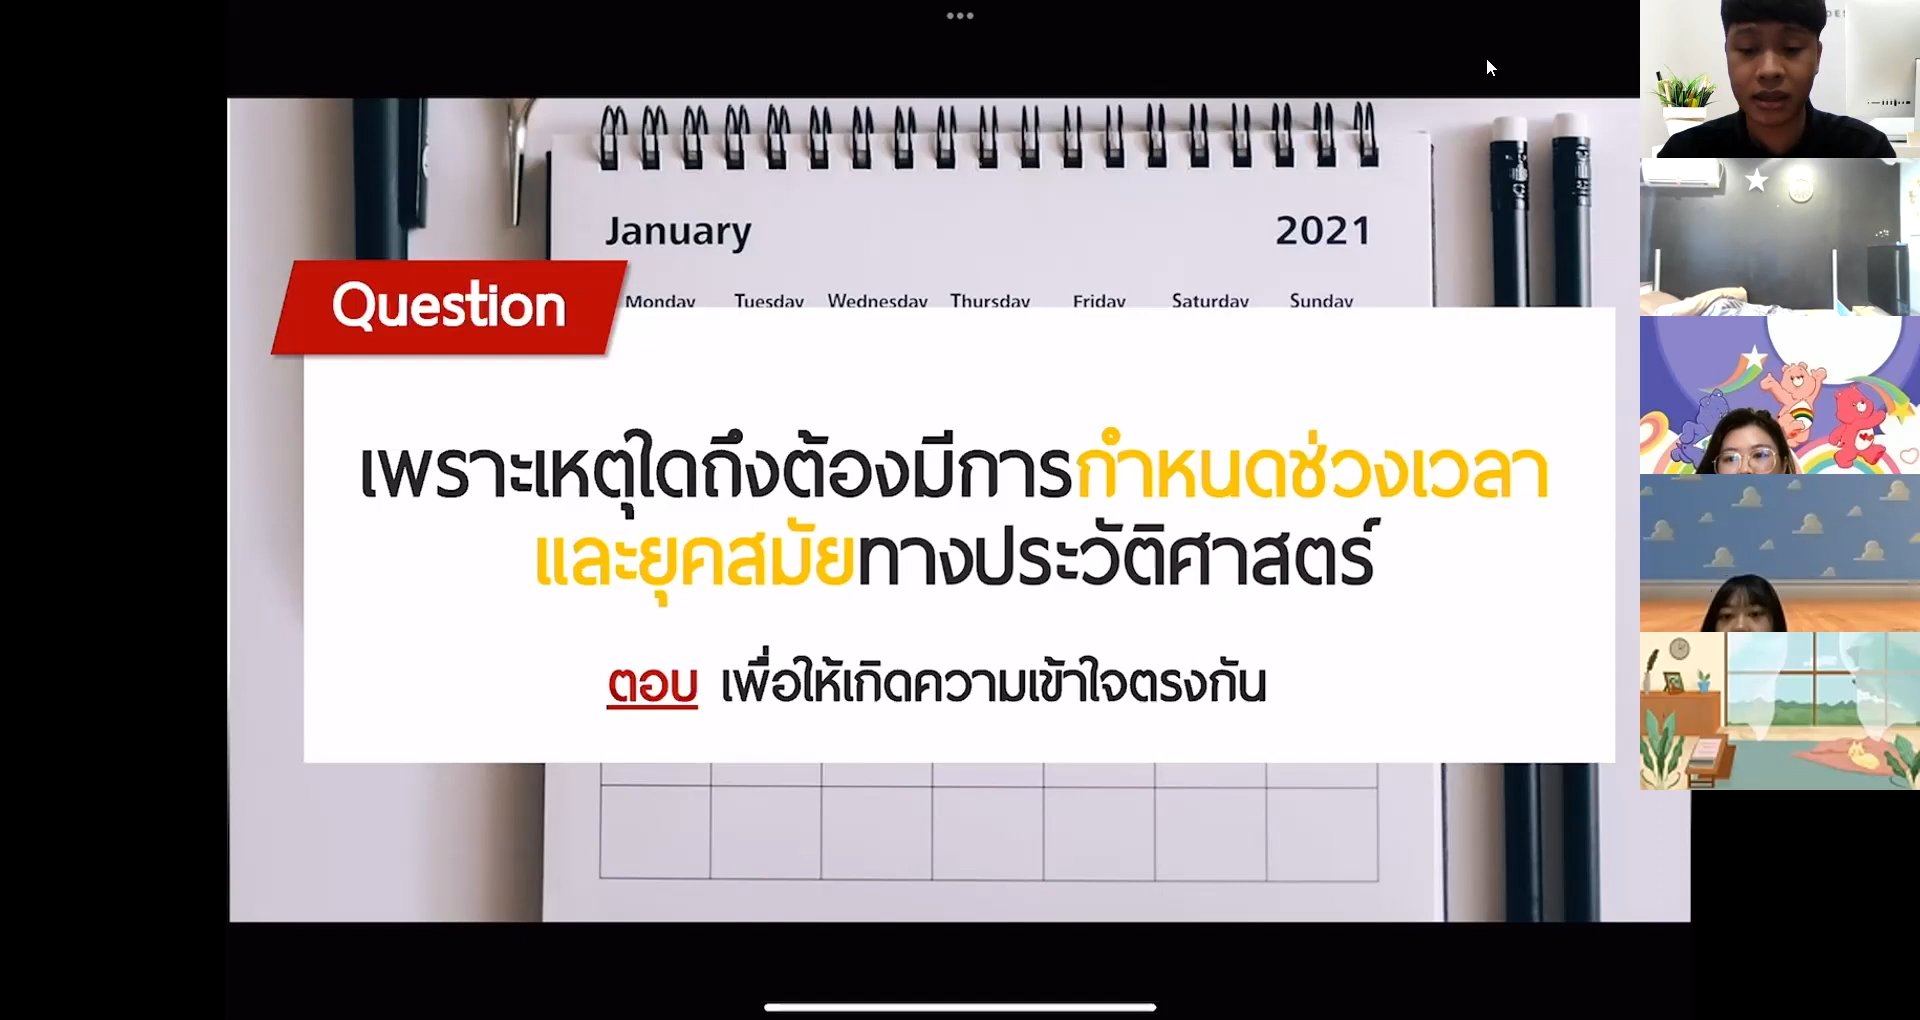 January 2021
Question
Monday Tuesday Wednesday Thursday Friday Saturday Sunday
เพราะเหตุใดถึงต้องมีการกำหนดช่วงเวลา
และยุคสมัยทางประวัติศาสตร์
ตอบ เพื่อให้เกิดความเข้าใจตรงกัน